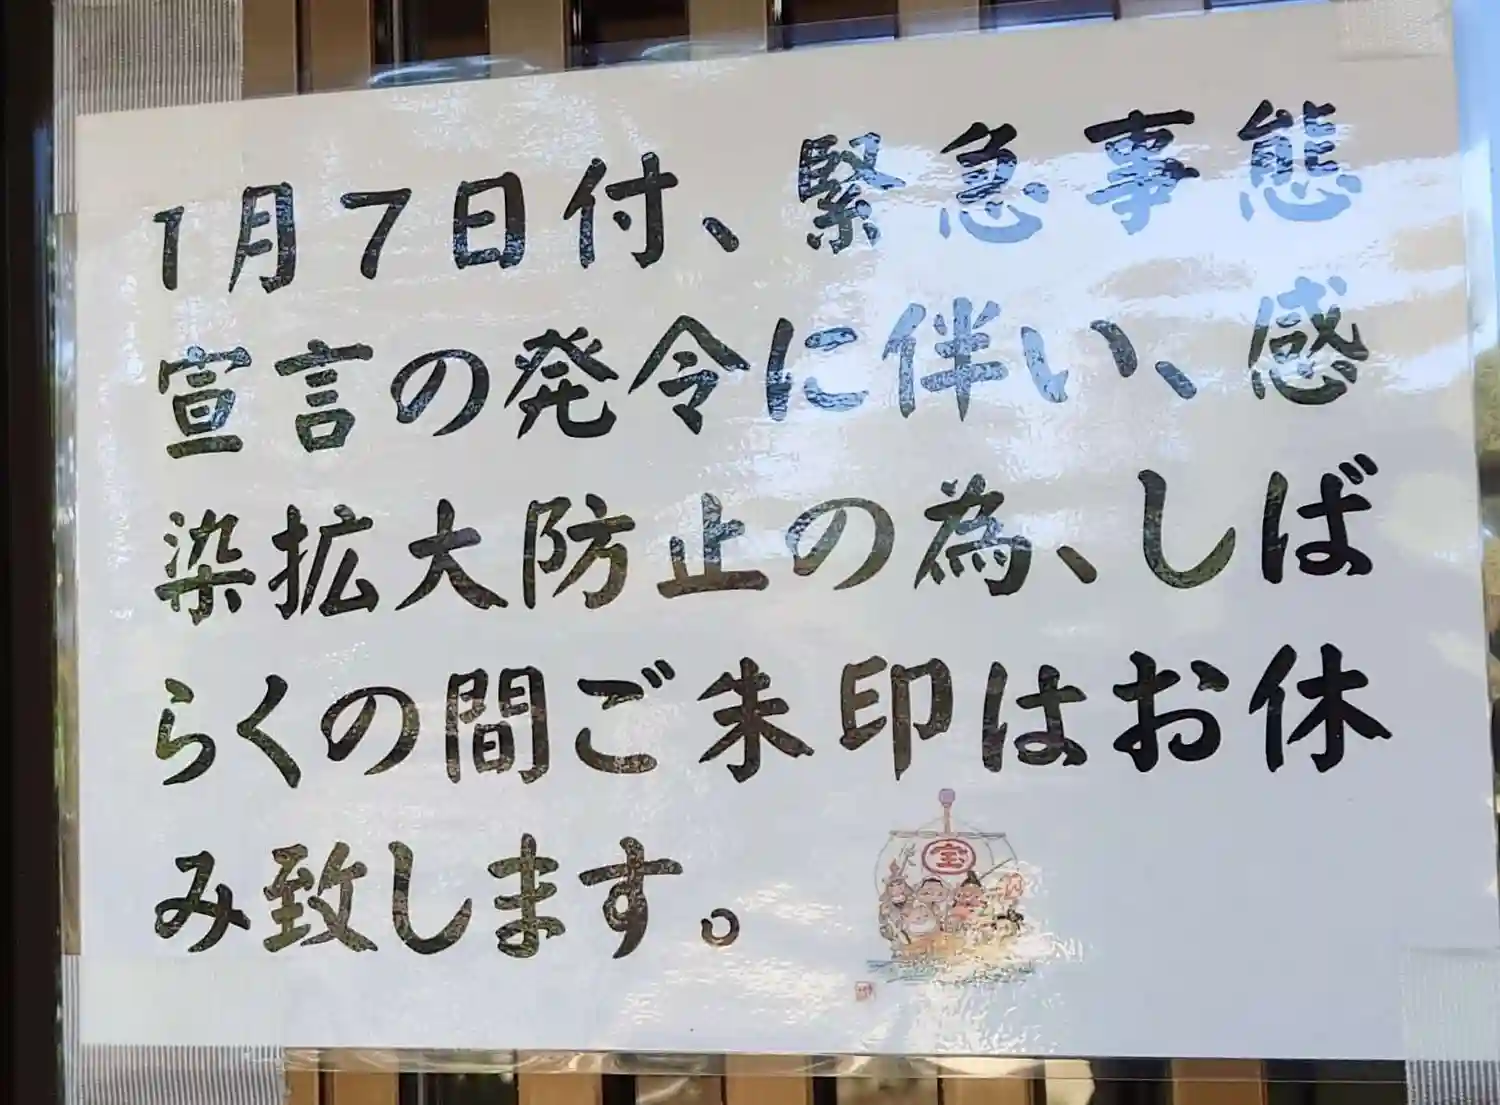 1月7日付、緊急事態
宣言の発令に伴い、感
染拡大防止の為、しば
らくの間ご朱印はお休
み致します。
宝